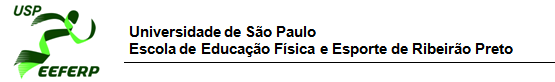 USP
EEFERP
Universidade de São Paulo
Escola de Educação Física e Esporte de Ribeirão Preto